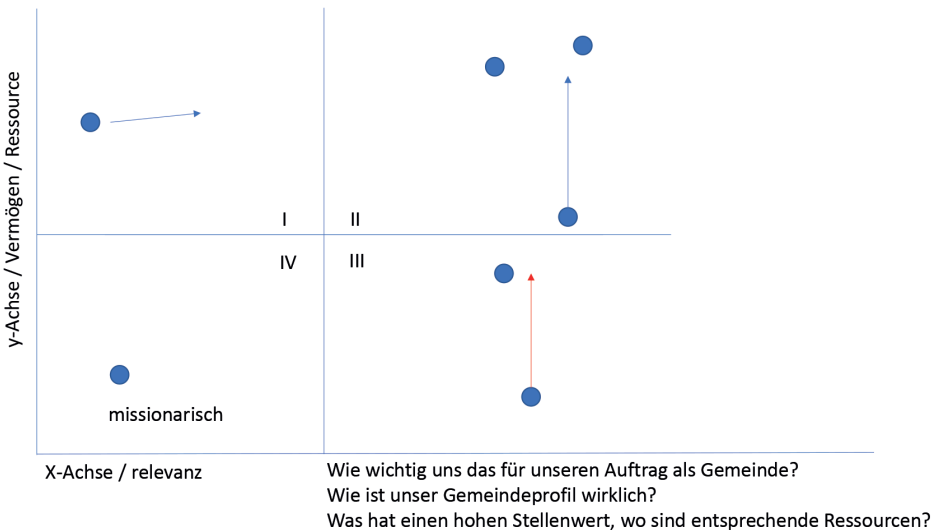 y-Achse / Vermögen / Ressource
I
II
IV
III
missionarisch
X-Achse / relevanz
Wie wichtig uns das für unseren Auftrag als Gemeinde?
Wie ist unser Gemeindeprofil wirklich?
Was hat einen hohen Stellenwert, wo sind entsprechende Ressourcen?